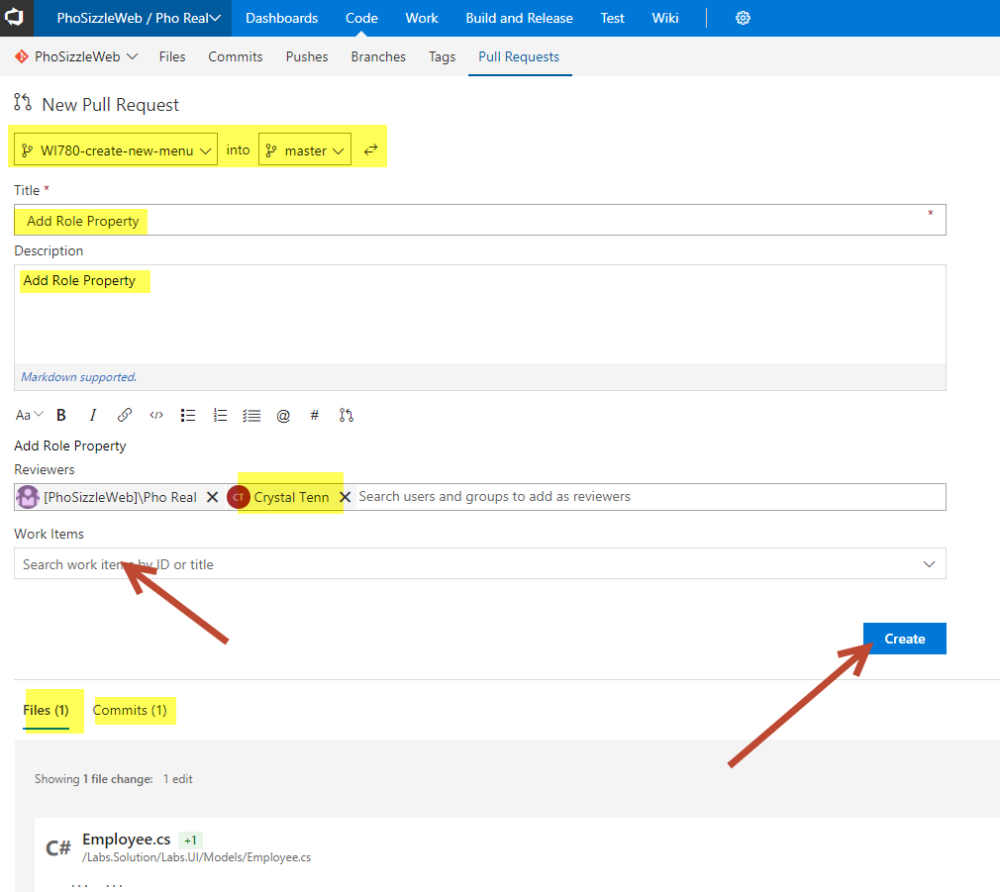 PhoSizzleWeb / Pho Real Dashboards Code Work Build and Release Test Wiki
PhoSizzleWeb Files Commits Pushes Branches Tags Pull Requests
New Pull Request
WI780-create-new-menu into master
Title *
Add Role Property *
Description
Add Role Property
Markdown supported.
Aa B I </> @ #
Add Role Property
Reviewers
[PhoSizzleWeb]\Pho Real CT Crystal Tenn Search users and groups to add as reviewers
Work Items
Search work items by ID or title
Create
Files (1) Commits (1)
Showing 1 file change: 1 edit
C# Employee.cs +1
/Labs.Solution/Labs.UI/Models/Employee.cs
... ...